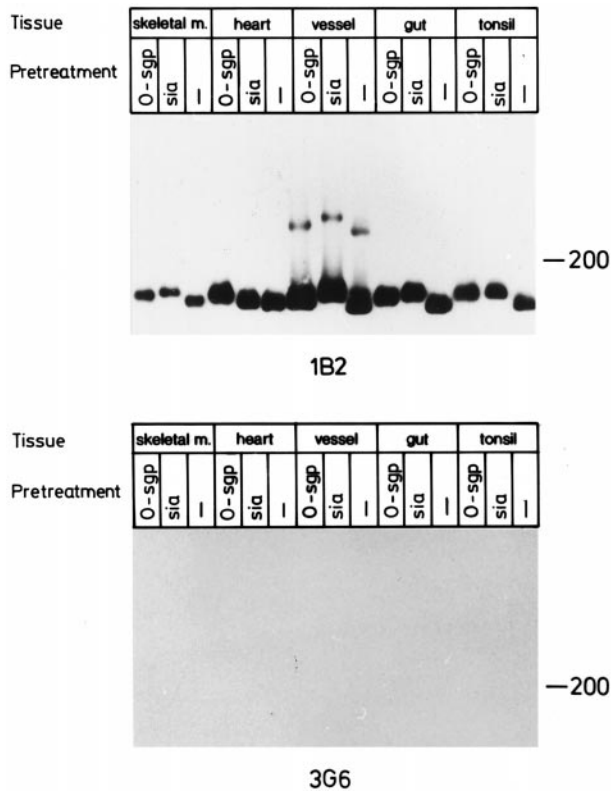 Tissue skeletal m. heart vessel gut tonsil
Pretreatment O-sgp sia — O-sgp sia — O-sgp sia — O-sgp sia — O-sgp sia —
—200
1B2
Tissue skeletal m. heart vessel gut tonsil
Pretreatment O-sgp sia — O-sgp sia — O-sgp sia — O-sgp sia — O-sgp sia —
—200
3G6